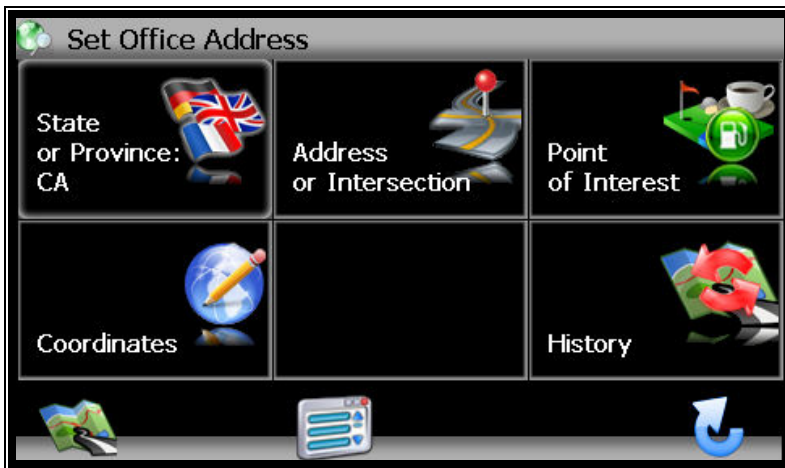 Set Office Address
State
or Province:
CA
Address
or Intersection
Point
of Interest
Coordinates
History